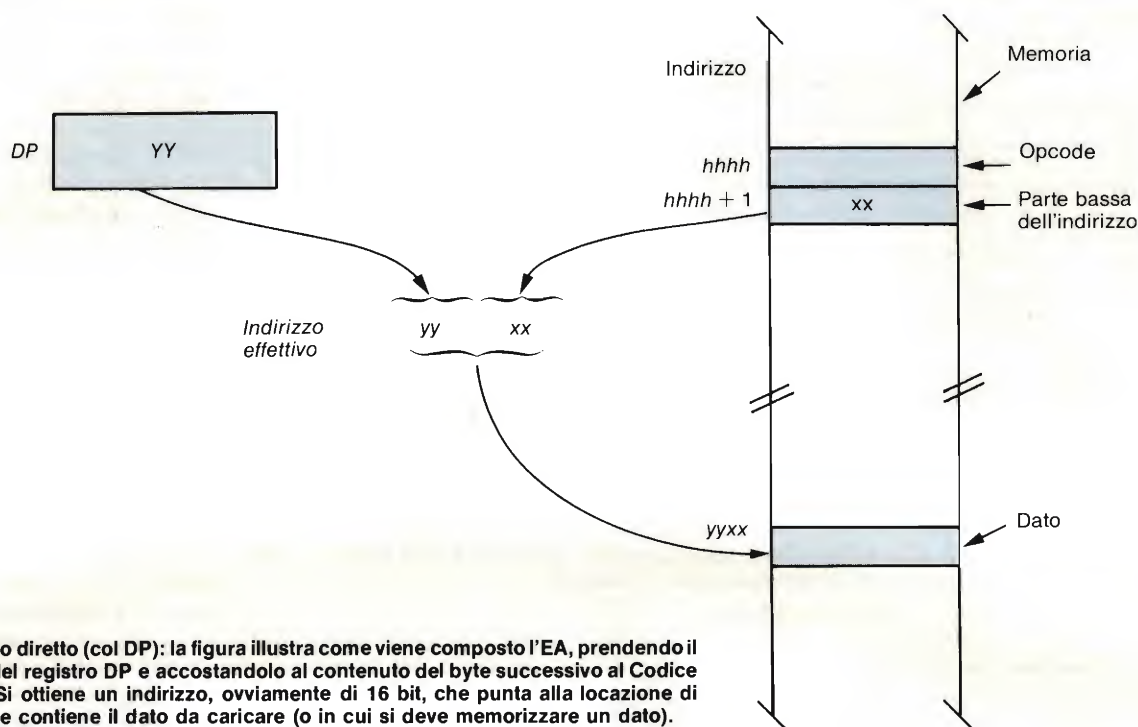 Indirizzo
Memoria
DP
YY
hhhh
Opcode
hhhh + 1
xx
Parte bassa
dell'indirizzo
Indirizzo
effettivo
yy
xx
yyxx
Dato
o diretto (col DP): la figura illustra come viene composto l'EA, prendendo il
el registro DP e accostandolo al contenuto del byte successivo al Codice
Si ottiene un indirizzo, ovviamente di 16 bit, che punta alla locazione di
e contiene il dato da caricare (o in cui si deve memorizzare un dato).